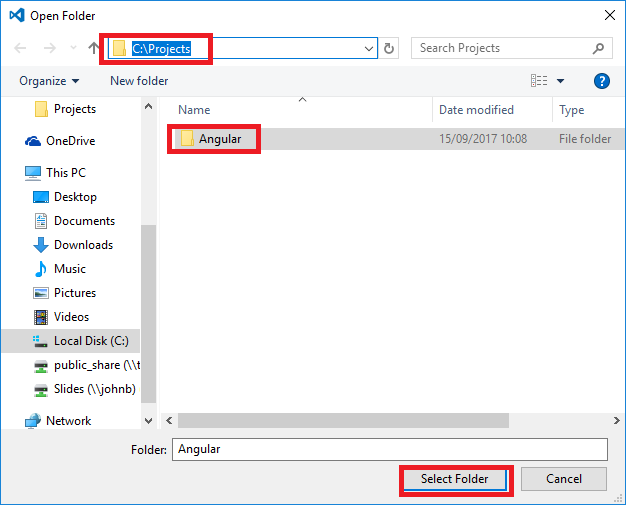 Open Folder
C:\Projects
Search Projects
Organize
New folder
?
Projects
OneDrive
This PC
Desktop
Documents
Downloads
Music
Pictures
Videos
Local Disk (C:)
public_share (\\t
Slides (\\johnb)
Network
Name Date modified Type
Angular 15/09/2017 10:08 File folder
Folder: Angular
Select Folder Cancel